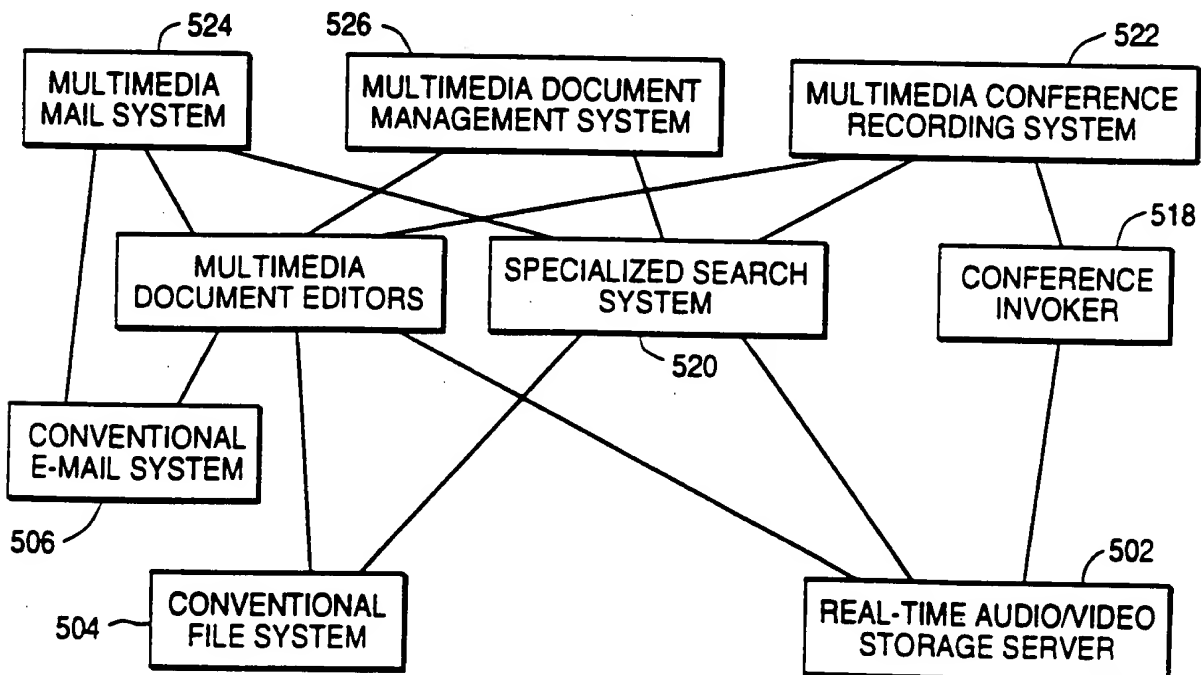 524
526
522
MULTIMEDIA
MAIL SYSTEM
MULTIMEDIA DOCUMENT
MANAGEMENT SYSTEM
MULTIMEDIA CONFERENCE
RECORDING SYSTEM
518
MULTIMEDIA
DOCUMENT EDITORS
SPECIALIZED SEARCH
SYSTEM
CONFERENCE
INVOKER
520
CONVENTIONAL
E-MAIL SYSTEM
506
502
504
CONVENTIONAL
FILE SYSTEM
REAL-TIME AUDIO/VIDEO
STORAGE SERVER